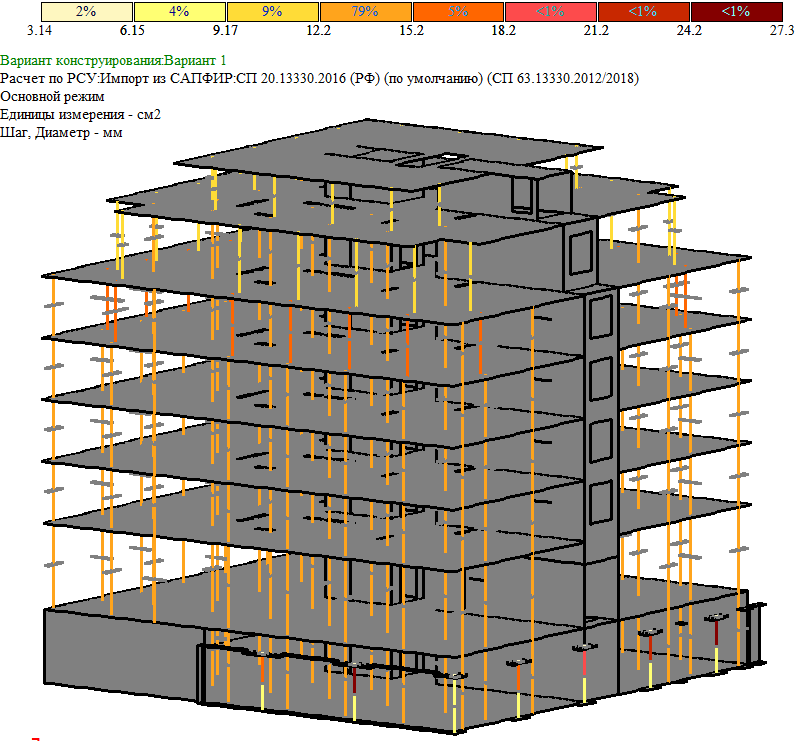 2% 4% 9% 79% 5% <1% <1% <1%
3.14 6.15 9.17 12.2 15.2 18.2 21.2 24.2 27.3
Вариант конструирования:Вариант 1
Расчет по РСУ:Импорт из САПФИР:СП 20.13330.2016 (РФ) (по умолчанию) (СП 63.13330.2012/2018)
Основной режим
Единицы измерения - см2
Шаг, Диаметр - мм